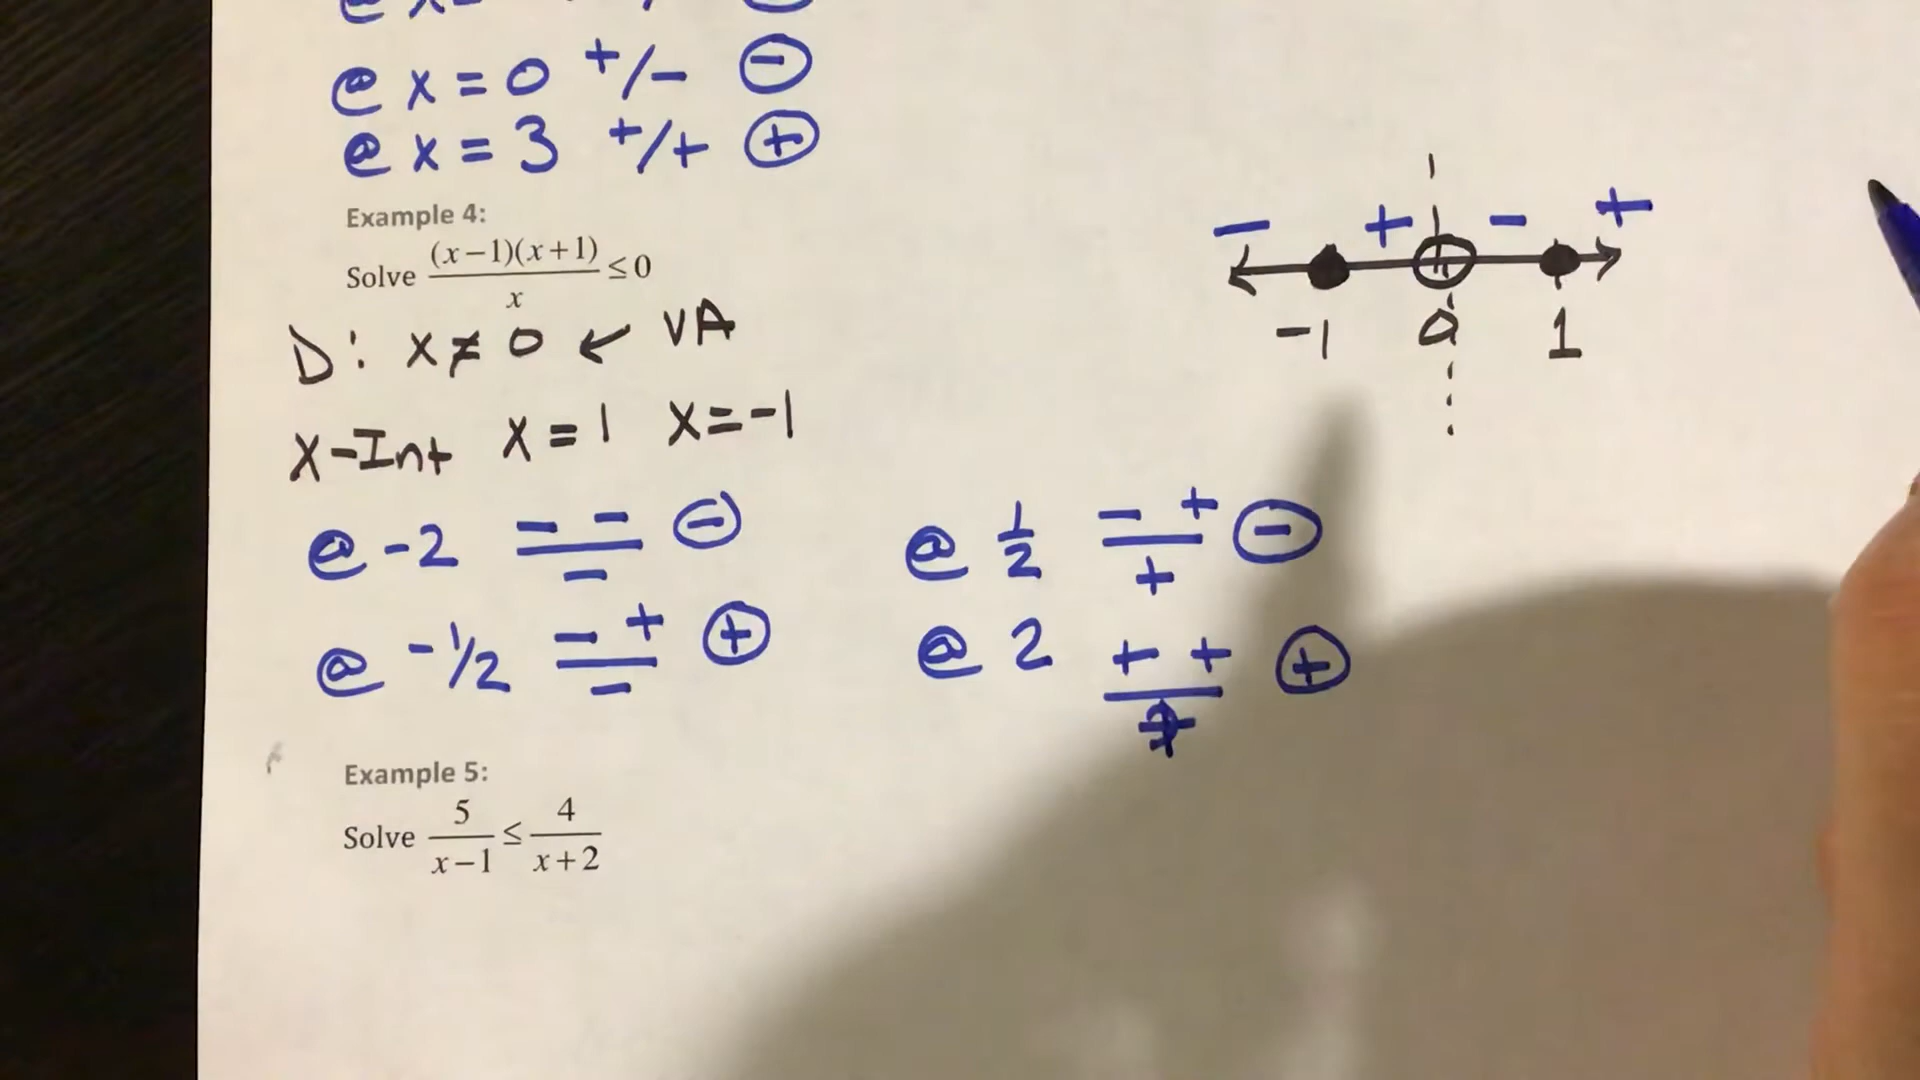 @ x = 0 +/- ⊖
@ x = 3 +/+ ⊕
Example 4:
Solve (x−1)(x+1)/x ≤ 0
D: x ≠ 0 ← VA
X-Int x = 1 x = -1
- + - +
-1 0 1
@ -2 - - / - ⊖
@ 1/2 - + / + ⊖
@ -1/2 - + / - ⊕
@ 2 + + / + ⊕
Example 5:
Solve 5/(x−1) ≤ 4/(x+2)